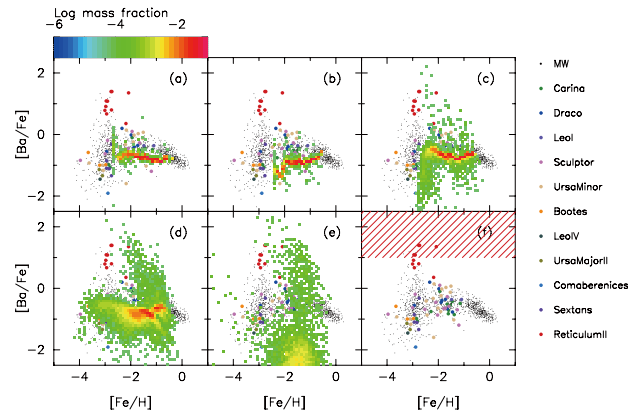 Log mass fraction
−6 −4 −2
(a) (b) (c)
2
0
−2
[Ba/Fe]
(d) (e) (f)
2
0
−2
[Ba/Fe]
−4 −2 0 −4 −2 0 −4 −2 0
[Fe/H] [Fe/H] [Fe/H]
MW
Carina
Draco
LeoI
Sculptor
UrsaMinor
Bootes
LeoIV
UrsaMajorII
Comaberenices
Sextans
ReticulumII